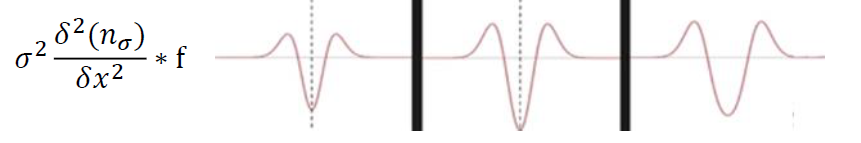 σ² δ²(n_σ)/δx² * f